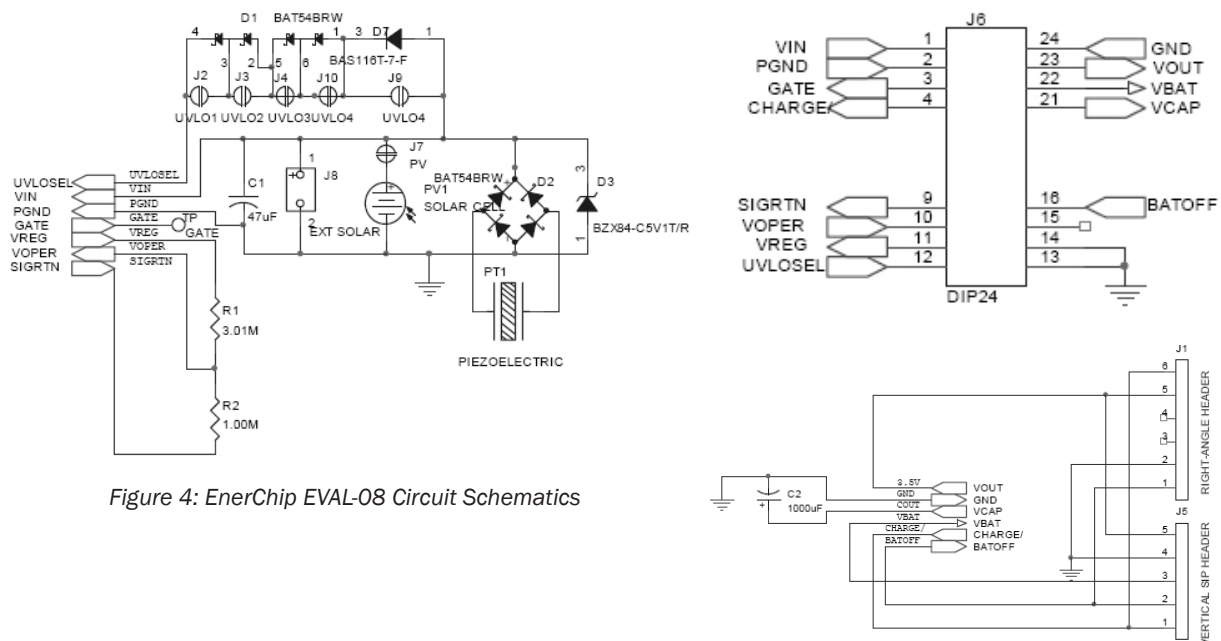 D1 BAT54BRW
4 1 3 D7 1
3 2 5 6 BAS116T-7-F
J2 J3 J4 J10 J9
UVLO1 UVLO2 UVLO3 UVLO4 UVLO4
J7
PV
1
J8
2
EXT SOLAR
C1
47uF
PV1
SOLAR CELL
BAT54BRW
D2
3
D3
1
BZX84-C5V1T/R
UVLOSEL UVLOSEL
VIN VIN
PGND PGND
GATE GATE TP
GATE
VREG VREG
VOPER VOPER
SIGRTN SIGRTN
PT1
PIEZOELECTRIC
R1
3.01M
R2
1.00M
Figure 4: EnerChip EVAL-08 Circuit Schematics
J6
VIN 1 24 GND
PGND 2 23 VOUT
GATE 3 22 VBAT
CHARGE/ 4 21 VCAP
SIGRTN 9 16 BATOFF
VOPER 10 15
VREG 11 14
UVLOSEL 12 13
DIP24
J1
6
5
4
3
2
1
RIGHT-ANGLE HEADER
C2
1000uF
3.5V VOUT
GND GND
COUT VCAP
VBAT VBAT
CHARGE/ CHARGE/
BATOFF BATOFF
J5
5
4
3
2
1
VERTICAL SIP HEADER